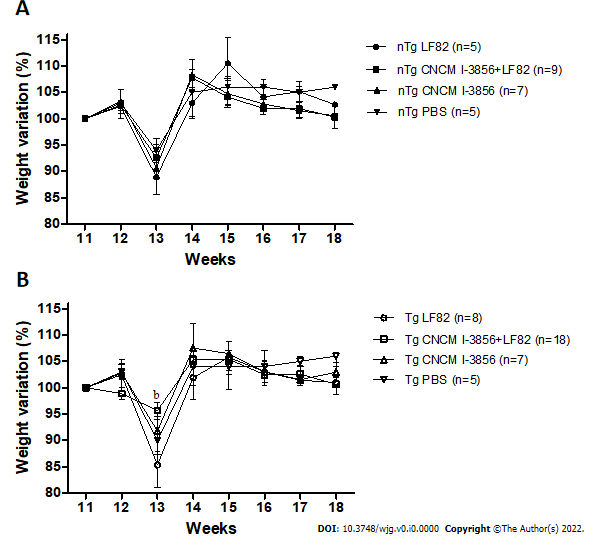 A
Weight variation (%)
115
110
105
100
95
90
85
80
11 12 13 14 15 16 17 18
Weeks
nTg LF82 (n=5)
nTg CNCM I-3856+LF82 (n=9)
nTg CNCM I-3856 (n=7)
nTg PBS (n=5)
B
Weight variation (%)
115
110
105
100
95
90
85
80
b
11 12 13 14 15 16 17 18
Weeks
Tg LF82 (n=8)
Tg CNCM I-3856+LF82 (n=18)
Tg CNCM I-3856 (n=7)
Tg PBS (n=5)
DOI: 10.3748/wjg.v0.i0.0000 Copyright ©The Author(s) 2022.